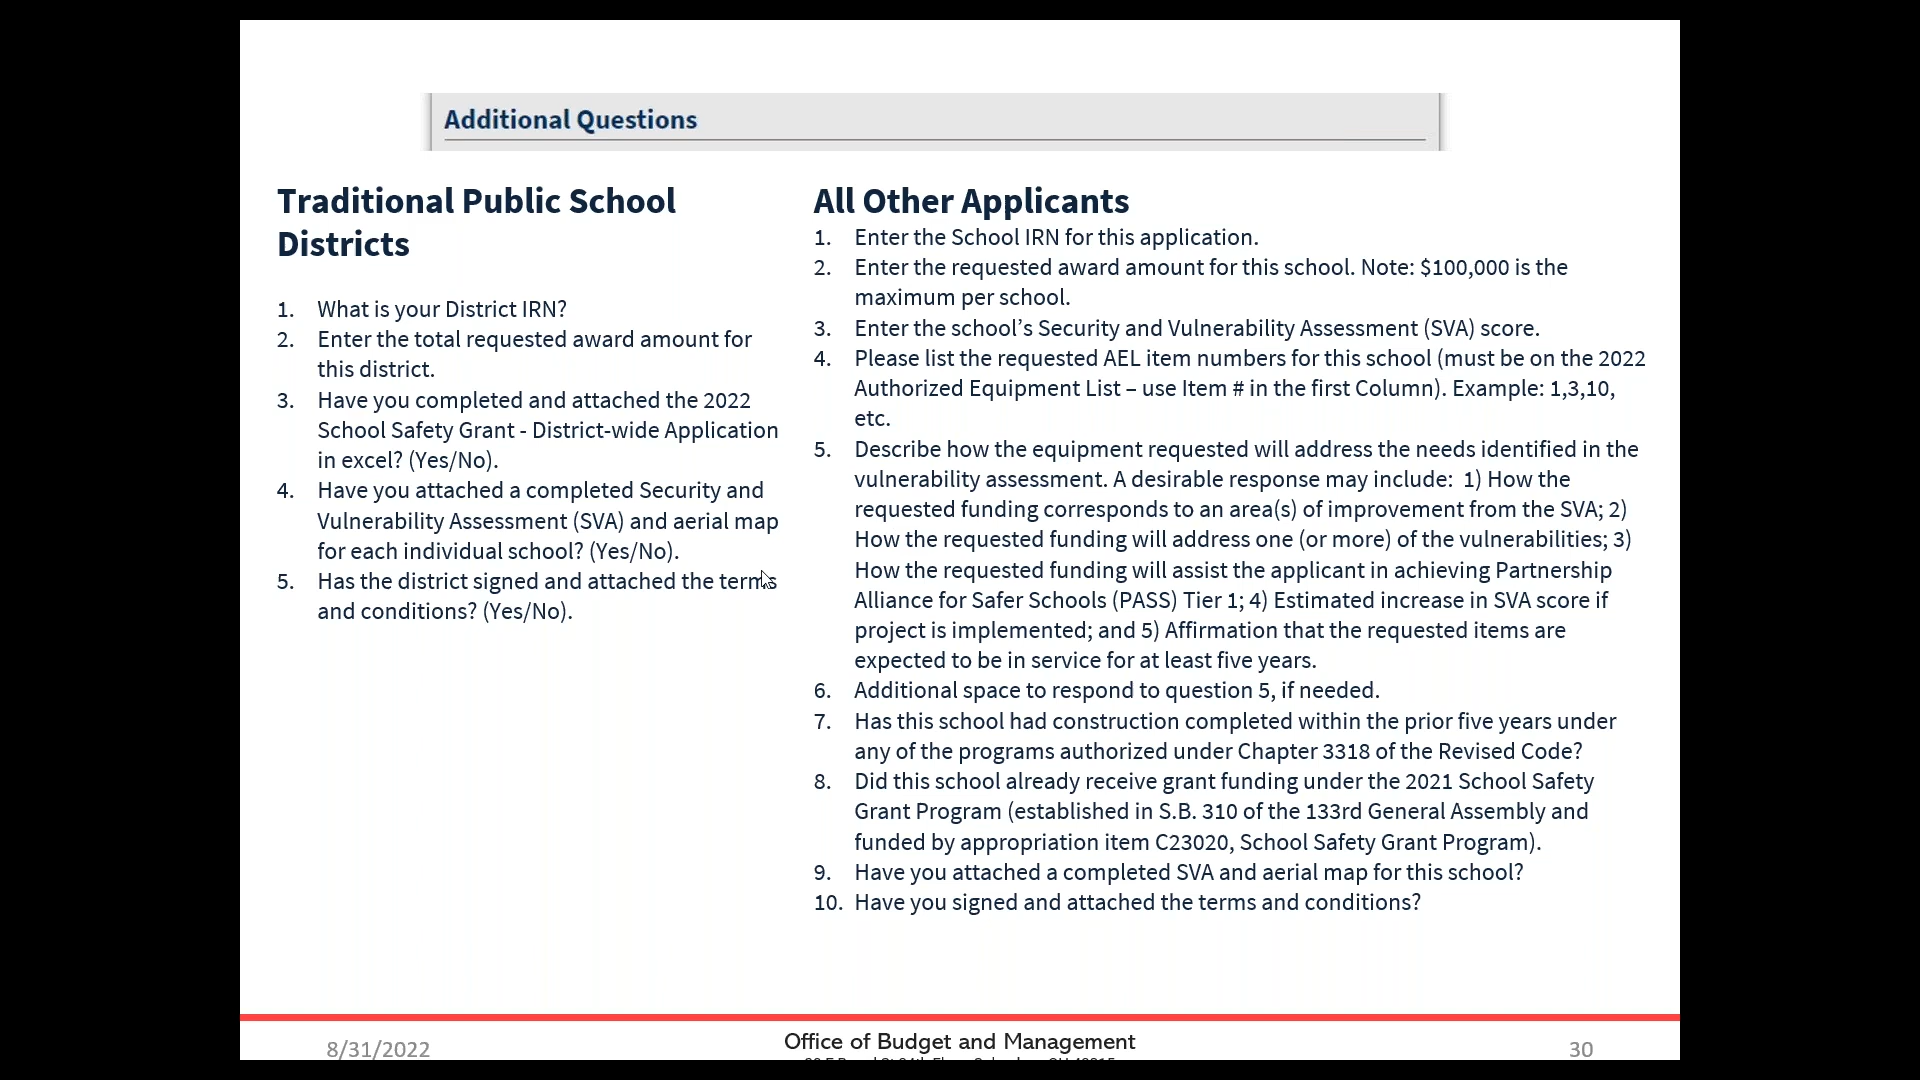 Additional Questions
Traditional Public School
Districts
1. What is your District IRN?
2. Enter the total requested award amount for
this district.
3. Have you completed and attached the 2022
School Safety Grant - District-wide Application
in excel? (Yes/No).
4. Have you attached a completed Security and
Vulnerability Assessment (SVA) and aerial map
for each individual school? (Yes/No).
5. Has the district signed and attached the terms
and conditions? (Yes/No).
All Other Applicants
1. Enter the School IRN for this application.
2. Enter the requested award amount for this school. Note: $100,000 is the
maximum per school.
3. Enter the school’s Security and Vulnerability Assessment (SVA) score.
4. Please list the requested AEL item numbers for this school (must be on the 2022
Authorized Equipment List – use Item # in the first Column). Example: 1,3,10,
etc.
5. Describe how the equipment requested will address the needs identified in the
vulnerability assessment. A desirable response may include:  1) How the
requested funding corresponds to an area(s) of improvement from the SVA; 2)
How the requested funding will address one (or more) of the vulnerabilities; 3)
How the requested funding will assist the applicant in achieving Partnership
Alliance for Safer Schools (PASS) Tier 1; 4) Estimated increase in SVA score if
project is implemented; and 5) Affirmation that the requested items are
expected to be in service for at least five years.
6. Additional space to respond to question 5, if needed.
7. Has this school had construction completed within the prior five years under
any of the programs authorized under Chapter 3318 of the Revised Code?
8. Did this school already receive grant funding under the 2021 School Safety
Grant Program (established in S.B. 310 of the 133rd General Assembly and
funded by appropriation item C23020, School Safety Grant Program).
9. Have you attached a completed SVA and aerial map for this school?
10. Have you signed and attached the terms and conditions?
8/31/2022
Office of Budget and Management
30